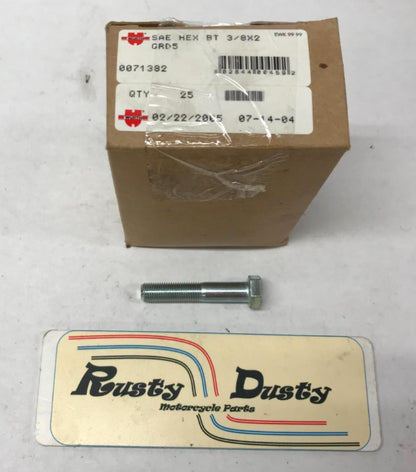 SAE HEX BT 3/8X2
GRD5
0071382
QTY 25
02/22/2005 07-14-04
Rusty Dusty
Motorcycle Parts